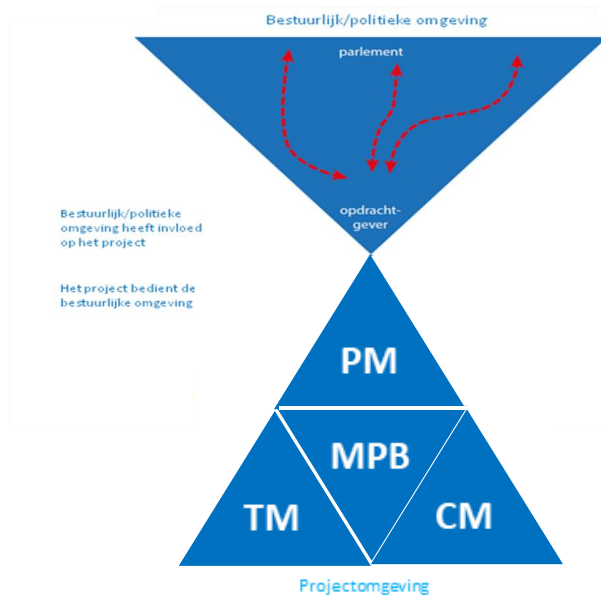 Bestuurlijk/politieke omgeving
parlement
opdracht-
gever
Bestuurlijk/politieke
omgeving heeft invloed
op het project
Het project bedient de
bestuurlijke omgeving
PM
MPB
TM
CM
Projectomgeving